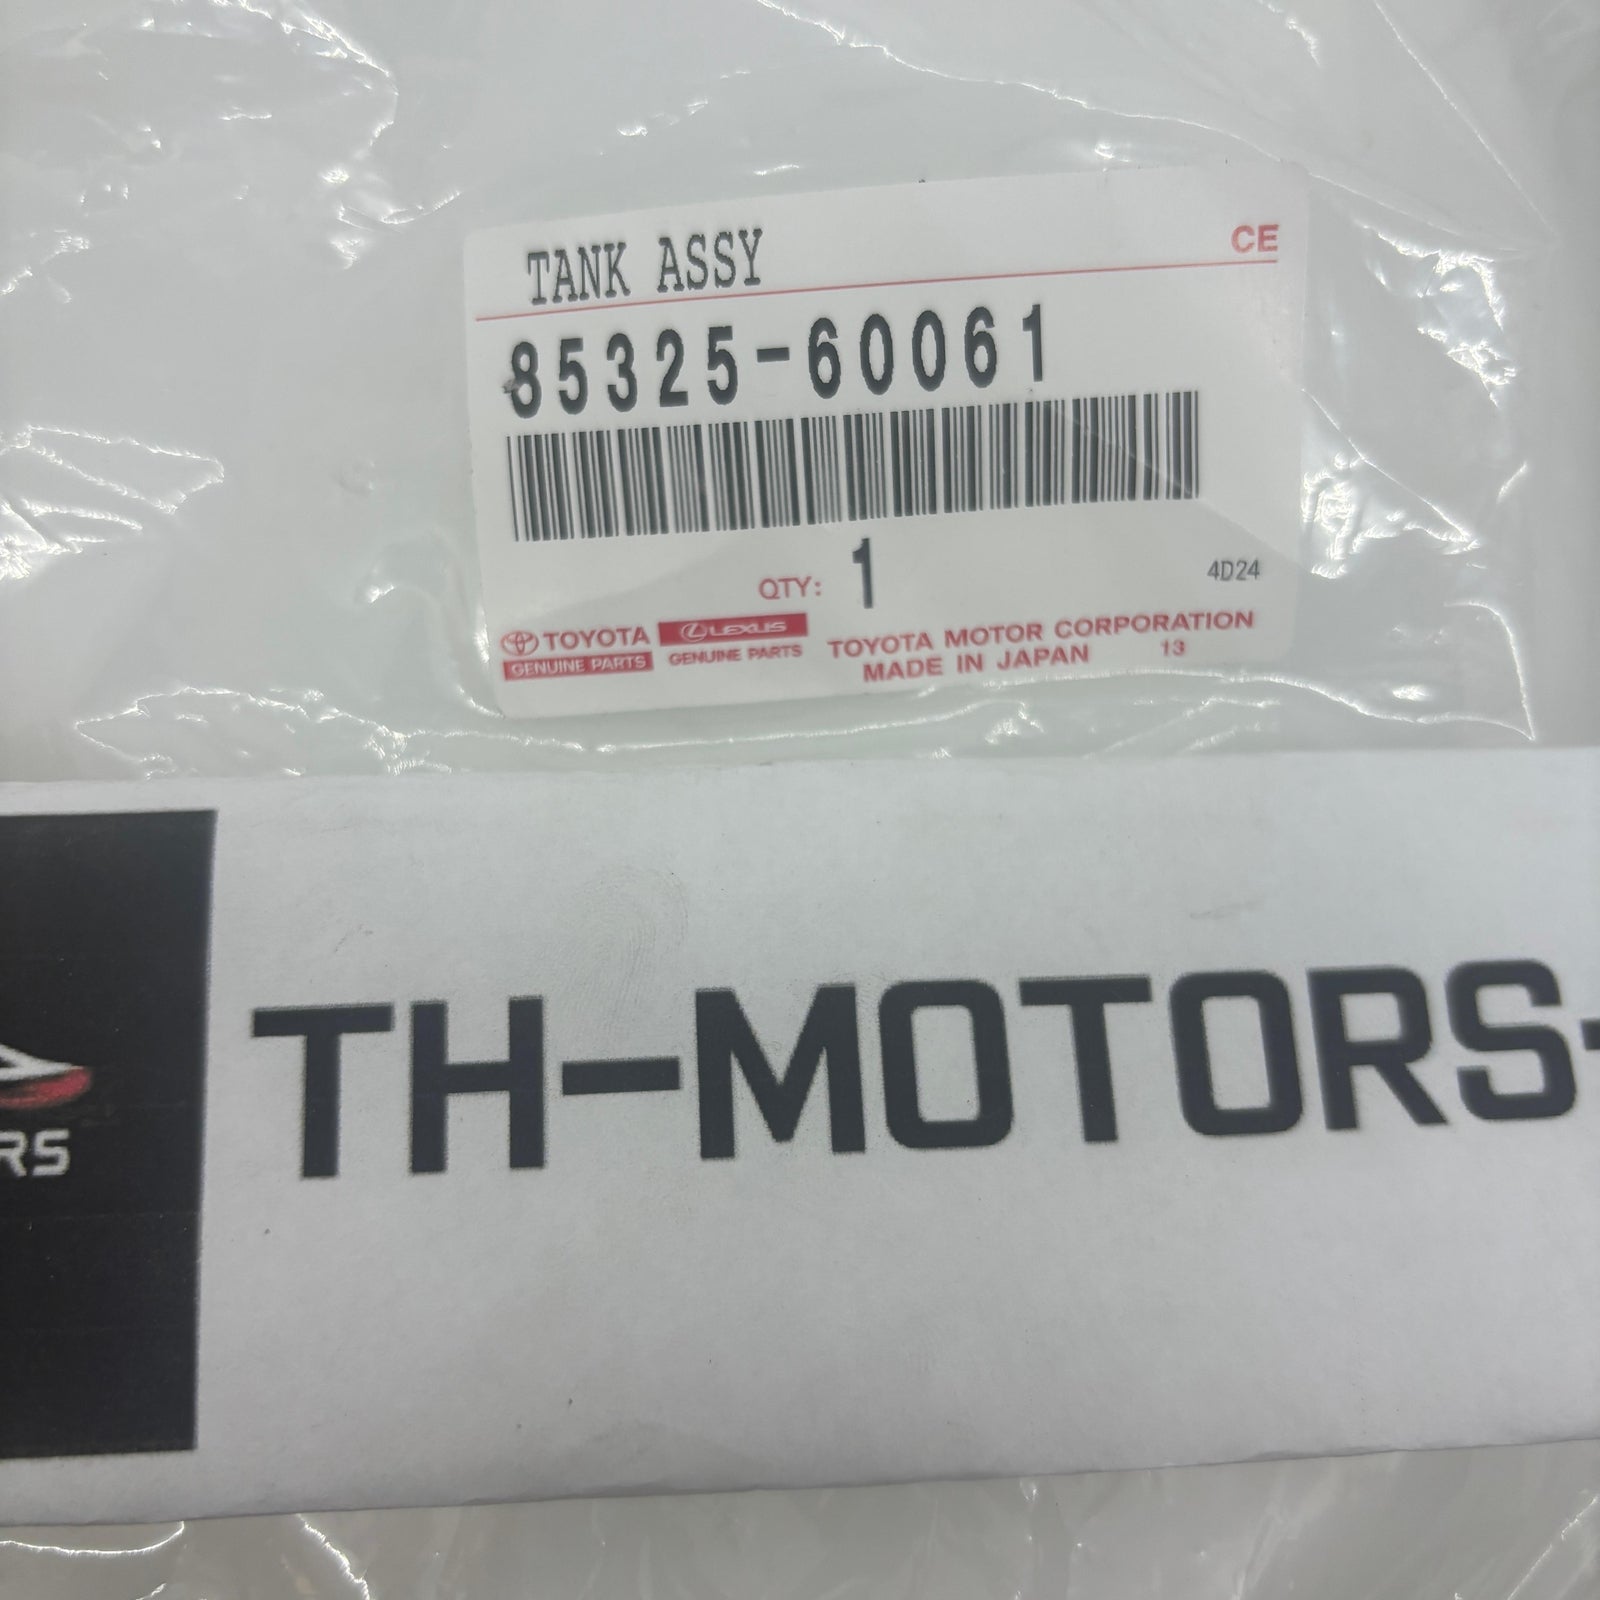 TANK ASSY
CE
85325-60061
QTY: 1
4D24
TOYOTA
GENUINE PARTS
LEXUS
GENUINE PARTS
TOYOTA MOTOR CORPORATION
MADE IN JAPAN 13
TH-MOTORS-
RS